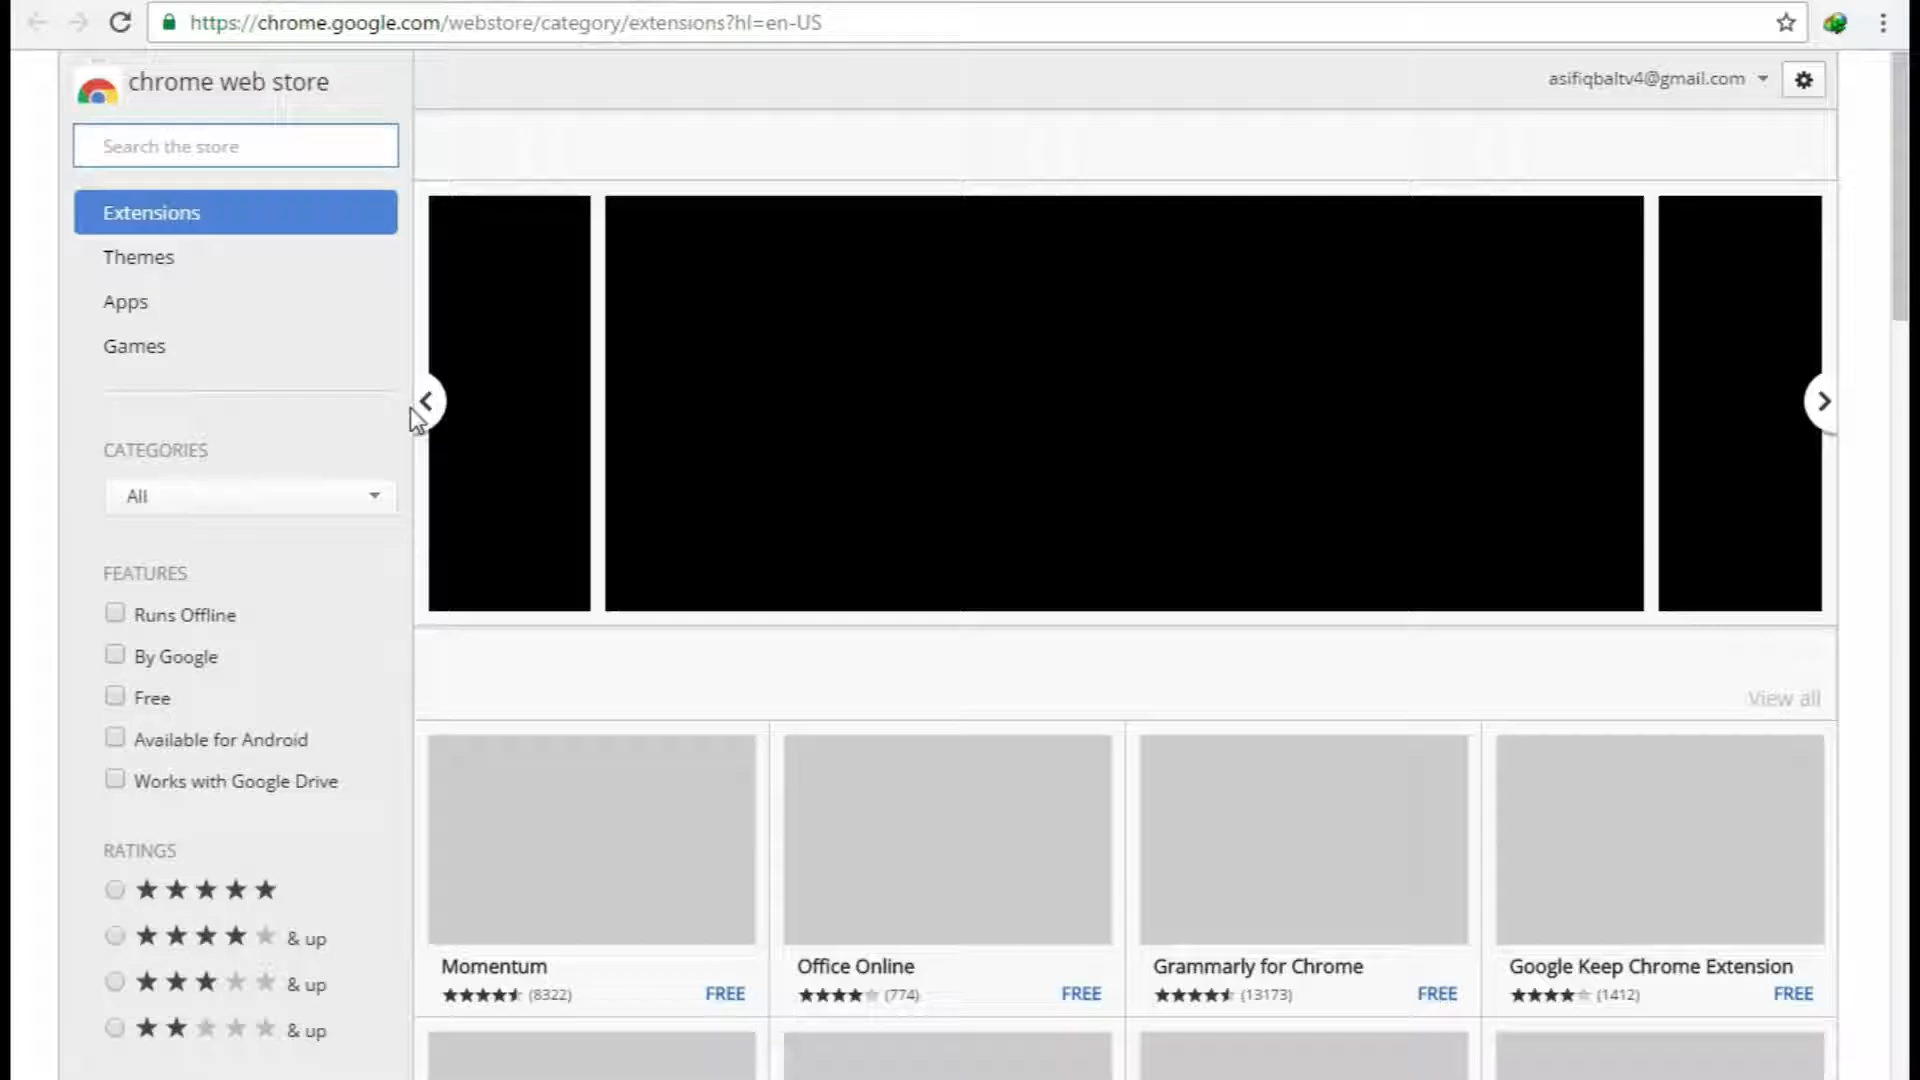 https://chrome.google.com/webstore/category/extensions?hl=en-US
chrome web store
asifiqbaltv4@gmail.com
Search the store
Extensions
Themes
Apps
Games
CATEGORIES
All
FEATURES
Runs Offline
By Google
Free
Available for Android
Works with Google Drive
RATINGS
& up
& up
& up
View all
Momentum
(8322) FREE
Office Online
(774) FREE
Grammarly for Chrome
(13173) FREE
Google Keep Chrome Extension
(1412) FREE